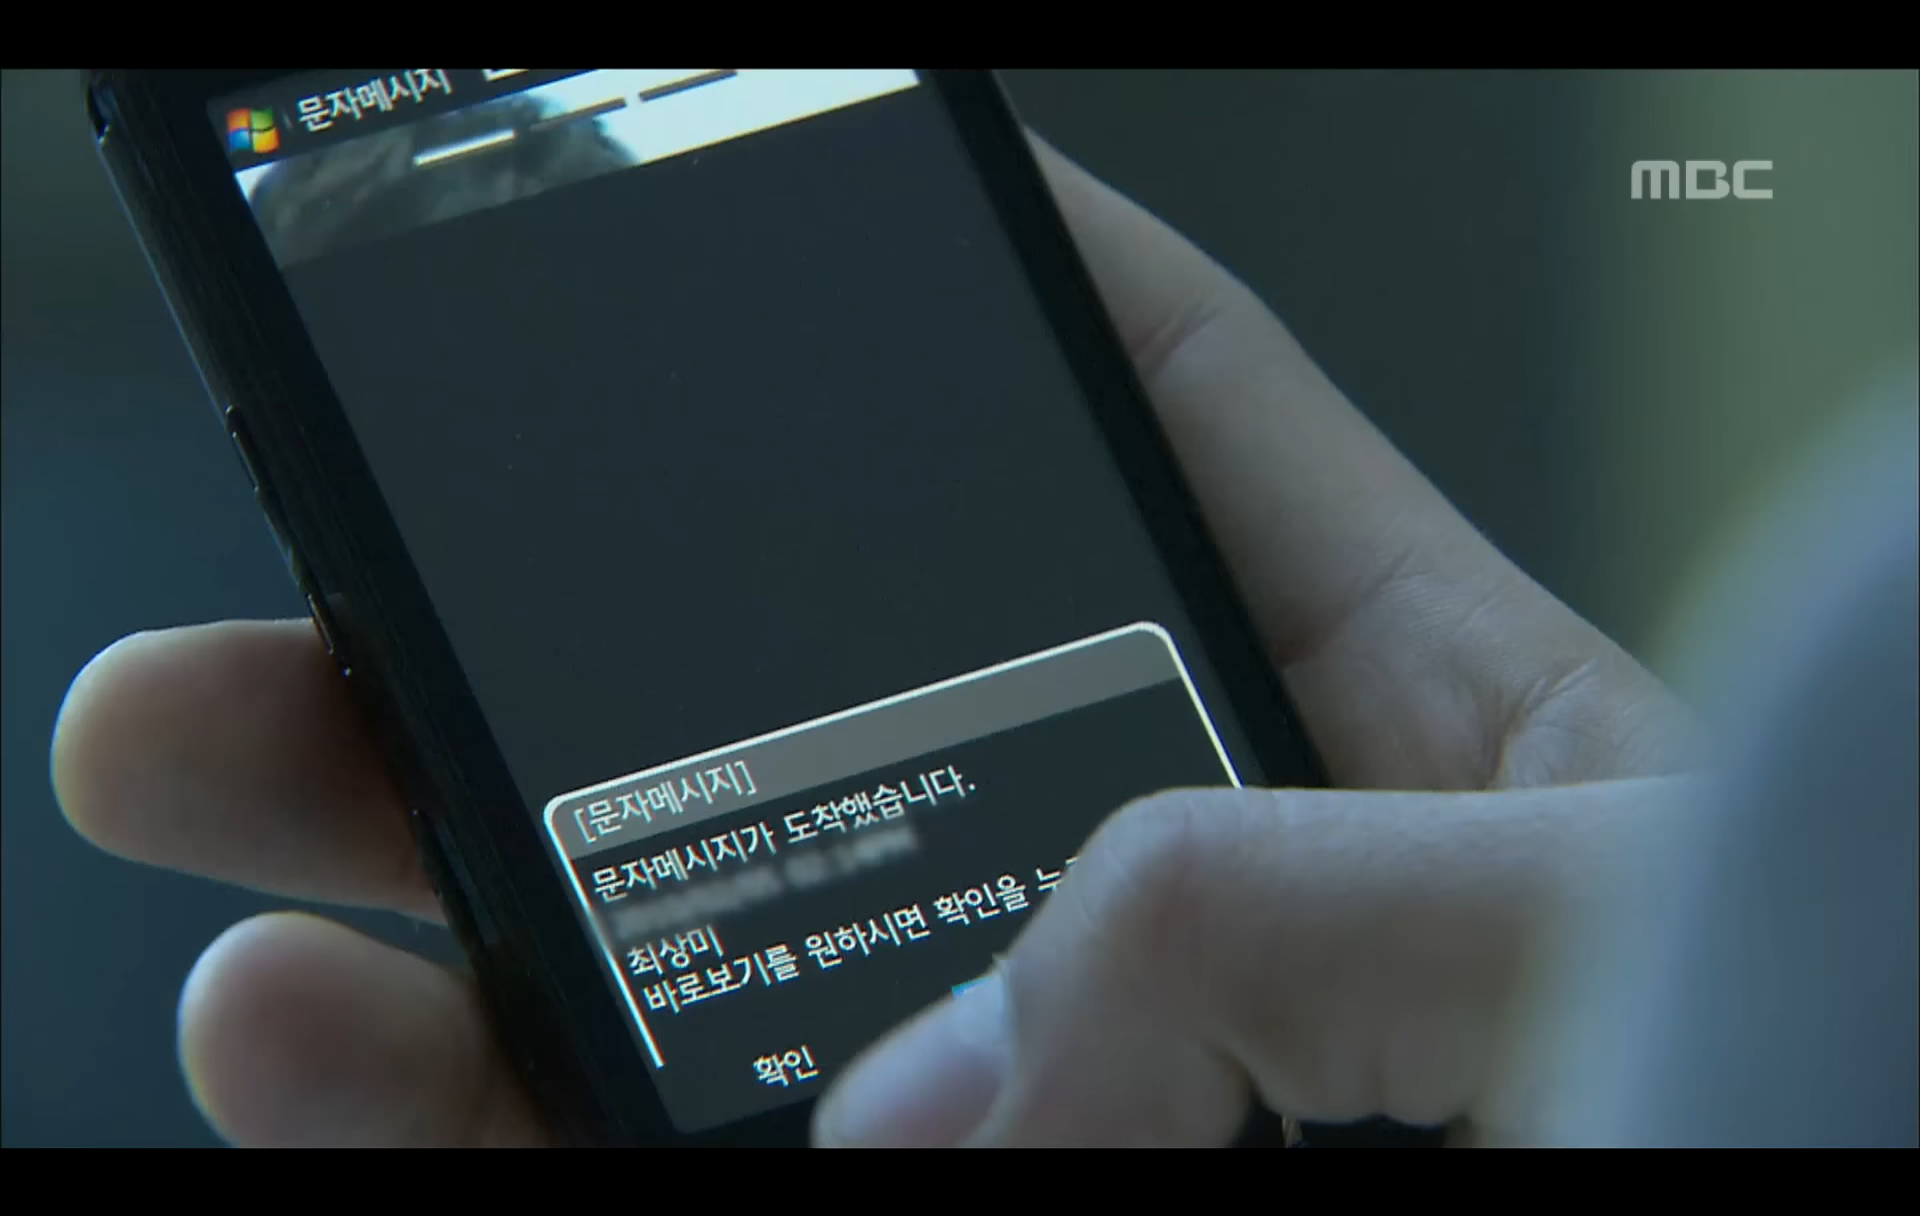 문자메시지
MBC
[문자메시지]
문자메시지가 도착했습니다.
최상미
바로보기를 원하시면 확인을
확인